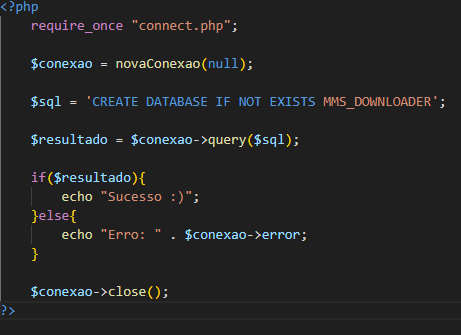 <?php
    require_once "connect.php";

    $conexao = novaConexao(null);

    $sql = 'CREATE DATABASE IF NOT EXISTS MMS_DOWNLOADER';

    $resultado = $conexao->query($sql);

    if($resultado){
        echo "Sucesso :)";
    }else{
        echo "Erro: " . $conexao->error;
    }

    $conexao->close();
?>